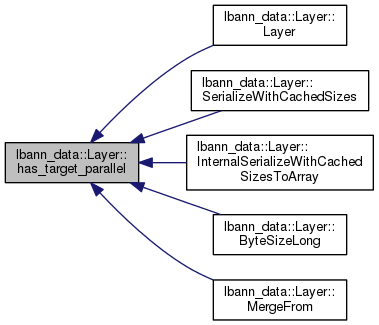 lbann_data::Layer::
has_target_parallel
lbann_data::Layer::
Layer
lbann_data::Layer::
SerializeWithCachedSizes
lbann_data::Layer::
InternalSerializeWithCached
SizesToArray
lbann_data::Layer::
ByteSizeLong
lbann_data::Layer::
MergeFrom